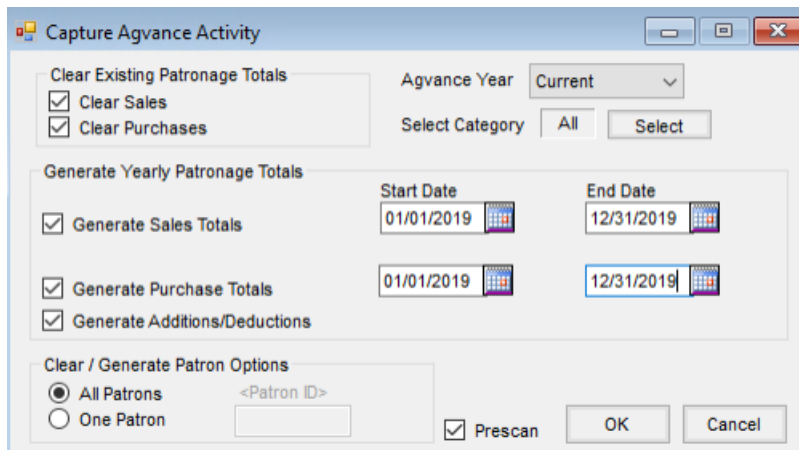 Capture Agvance Activity
Clear Existing Patronage Totals
Clear Sales
Clear Purchases
Agvance Year Current
Select Category All Select
Generate Yearly Patronage Totals
Start Date End Date
Generate Sales Totals 01/01/2019 12/31/2019
Generate Purchase Totals 01/01/2019 12/31/2019
Generate Additions/Deductions
Clear / Generate Patron Options
All Patrons <Patron ID>
One Patron
Prescan OK Cancel